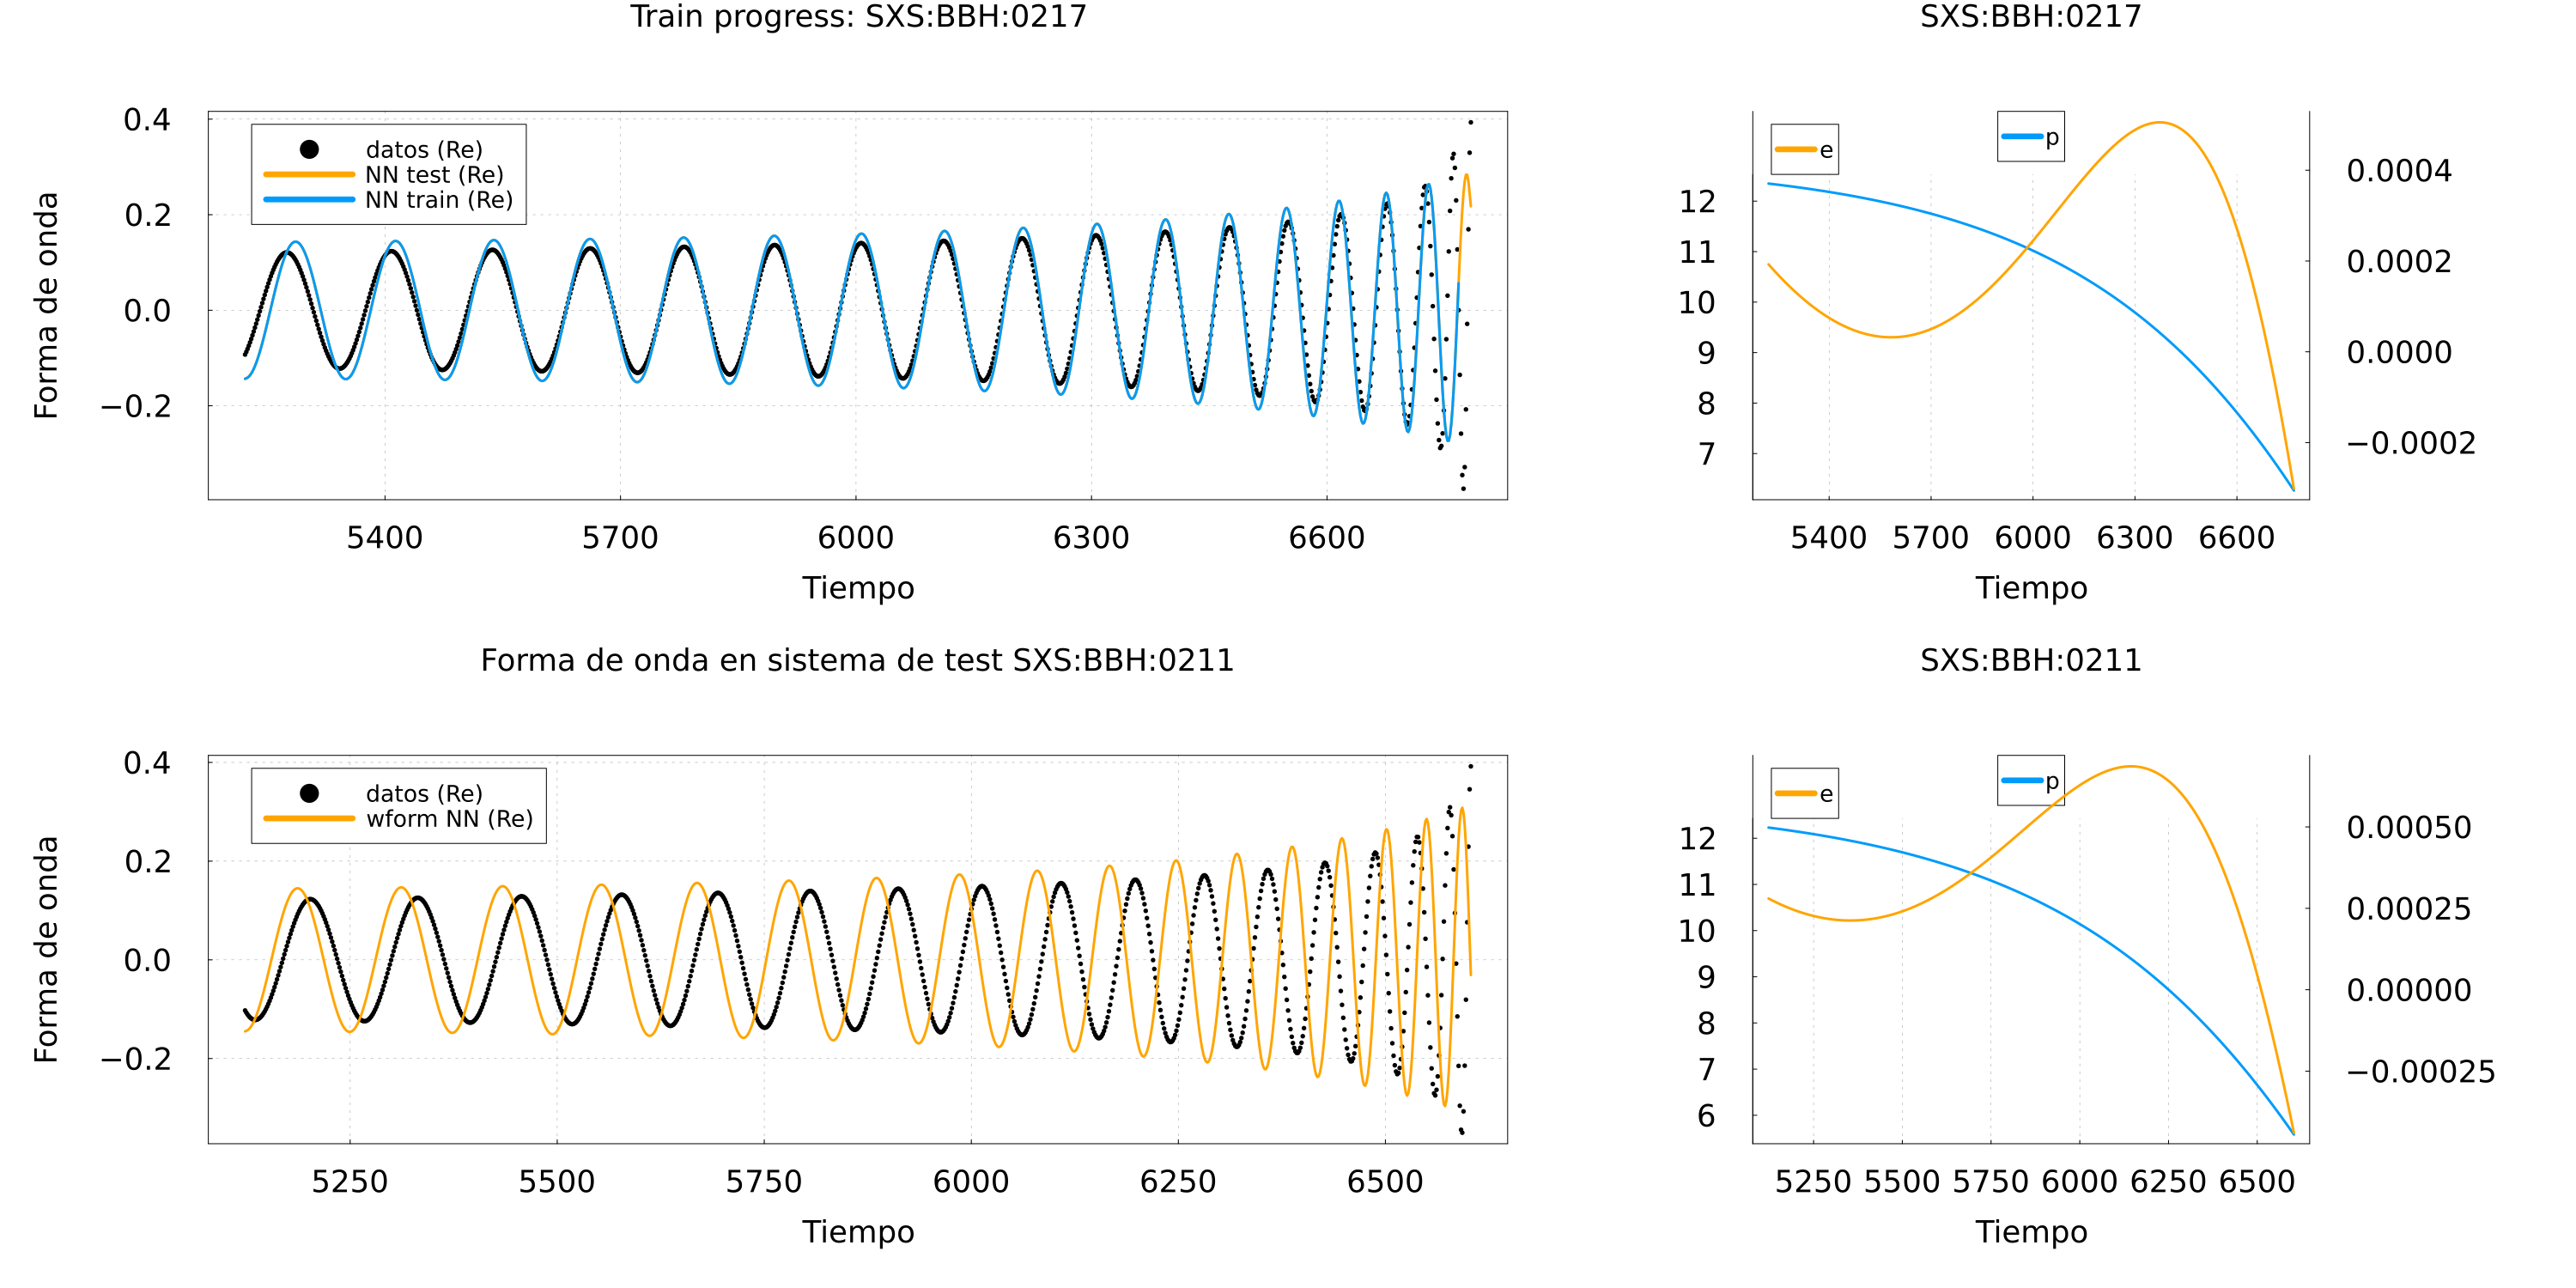 Train progress: SXS:BBH:0217
Forma de onda
0.4
0.2
0.0
−0.2
datos (Re)
NN test (Re)
NN train (Re)
5400 5700 6000 6300 6600
Tiempo
SXS:BBH:0217
e
p
12
11
10
9
8
7
0.0004
0.0002
0.0000
−0.0002
5400 5700 6000 6300 6600
Tiempo
Forma de onda en sistema de test SXS:BBH:0211
Forma de onda
0.4
0.2
0.0
−0.2
datos (Re)
wform NN (Re)
5250 5500 5750 6000 6250 6500
Tiempo
SXS:BBH:0211
e
p
12
11
10
9
8
7
6
0.00050
0.00025
0.00000
−0.00025
5250 5500 5750 6000 6250 6500
Tiempo